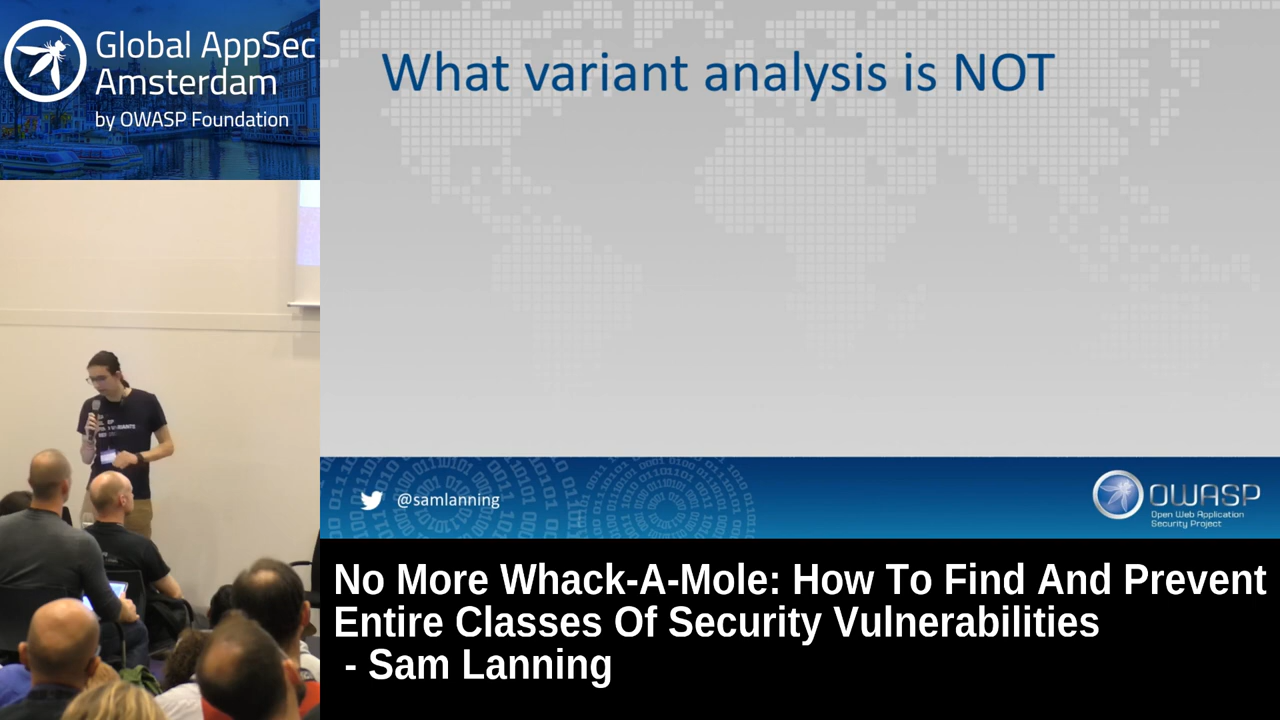 Global AppSec
Amsterdam
by OWASP Foundation
What variant analysis is NOT
@samlanning
OWASP
Open Web Application
Security Project
No More Whack-A-Mole: How To Find And Prevent
Entire Classes Of Security Vulnerabilities
- Sam Lanning